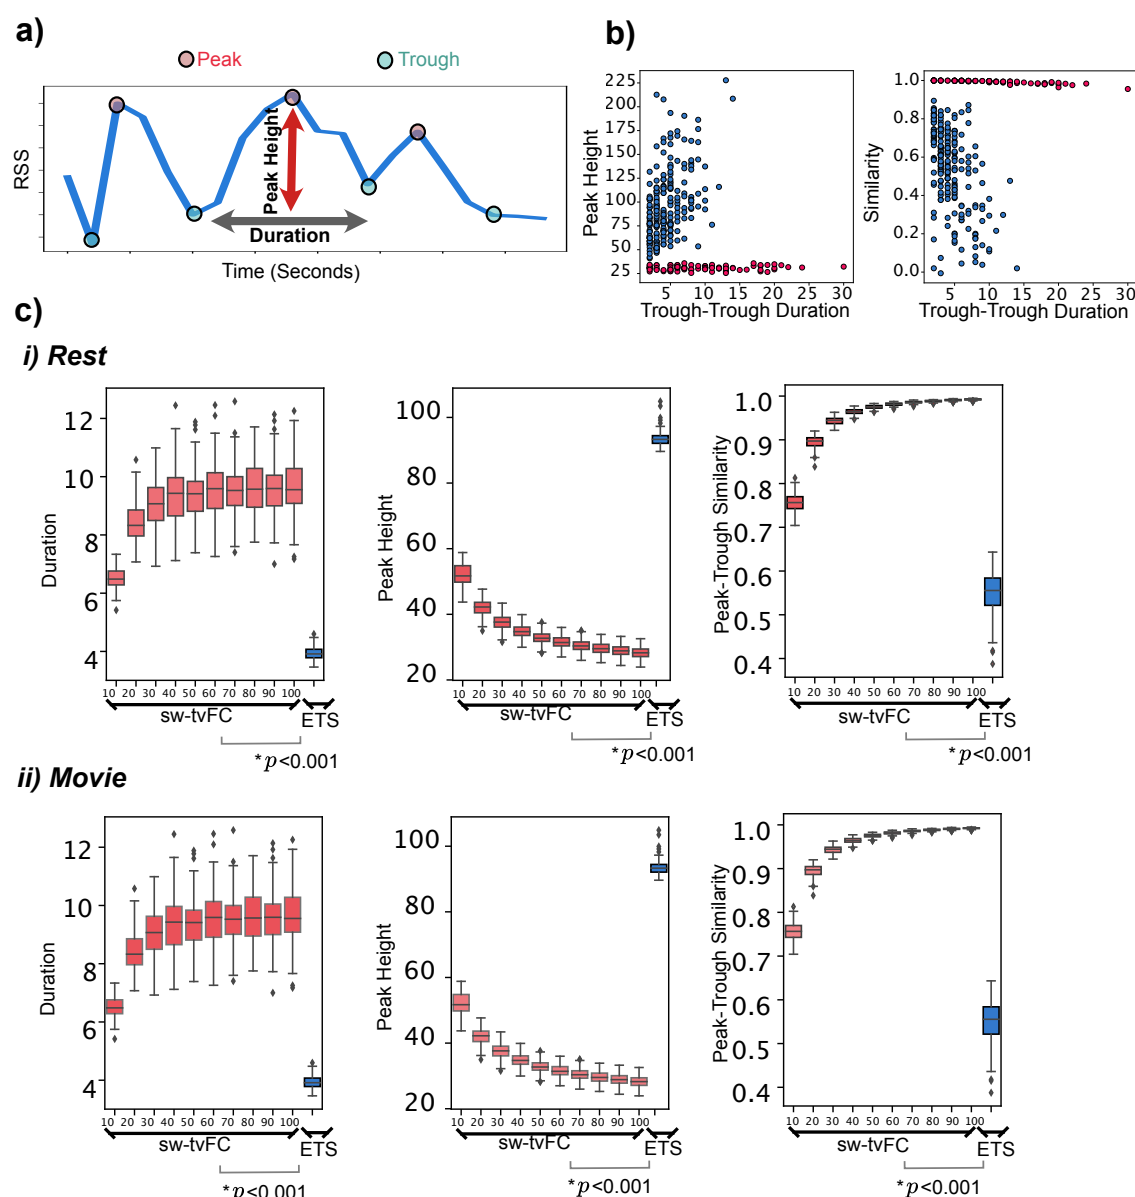 a)
Peak
Trough
RSS
Peak Height
Duration
Time (Seconds)
b)
Peak Height
225
200
175
150
125
100
75
50
25
5 10 15 20 25 30
Trough-Trough Duration
Similarity
1.0
0.8
0.6
0.4
0.2
0.0
5 10 15 20 25 30
Trough-Trough Duration
c)
i) Rest
Duration
12
10
8
6
4
10 20 30 40 50 60 70 80 90 100
sw-tvFC
ETS
*p<0.001
Peak Height
100
80
60
40
20
10 20 30 40 50 60 70 80 90 100
sw-tvFC
ETS
*p<0.001
Peak-Trough Similarity
1.0
0.9
0.8
0.7
0.6
0.5
0.4
10 20 30 40 50 60 70 80 90 100
sw-tvFC
ETS
*p<0.001
ii) Movie
Duration
12
10
8
6
4
10 20 30 40 50 60 70 80 90 100
sw-tvFC
ETS
*p<0.001
Peak Height
100
80
60
40
20
10 20 30 40 50 60 70 80 90 100
sw-tvFC
ETS
*p<0.001
Peak-Trough Similarity
1.0
0.9
0.8
0.7
0.6
0.5
0.4
10 20 30 40 50 60 70 80 90 100
sw-tvFC
ETS
*p<0.001